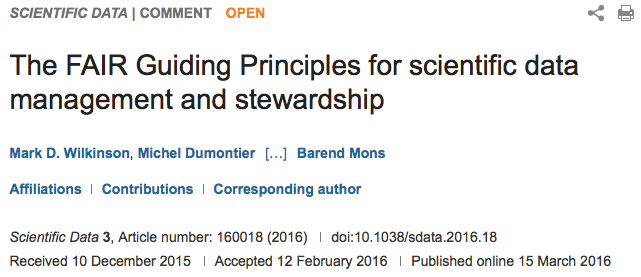 SCIENTIFIC DATA | COMMENT OPEN
The FAIR Guiding Principles for scientific data
management and stewardship
Mark D. Wilkinson, Michel Dumontier […] Barend Mons
Affiliations | Contributions | Corresponding author
Scientific Data 3, Article number: 160018 (2016) | doi:10.1038/sdata.2016.18
Received 10 December 2015 | Accepted 12 February 2016 | Published online 15 March 2016